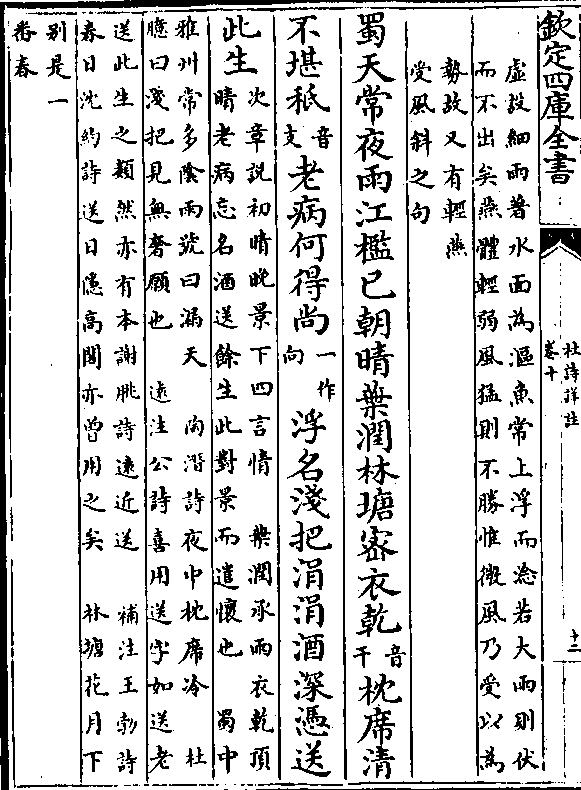 欽定四庫全書
杜詩詳註
卷十
十三
虛投細雨著水面為漚魚常上浮而淰若大雨則伏
而不出矣燕體輕弱風猛則不勝惟微風乃受以為
勢故又有輕燕
受風斜之句
蜀天常夜雨江檻已朝晴葉潤林塘密衣乾音干枕席清
不堪秪音支老病何得尚一作向浮名淺把涓涓酒深憑送
此生
次章說初晴晚景下四言情 葉潤承雨衣乾頂
晴老病忘名酒送餘生此對景而遣懷也 蜀中
雅州常多陰雨號曰漏天 陶潛詩夜中枕席冷 杜
臆曰淺把見無奢願也 遠注公詩喜用送字如送老
送此生之類然亦有本謝朓詩遠近送
春日沈約詩送日隱高閣亦曾用之矣
補注王勃詩
林塘花月下
別是一
番春